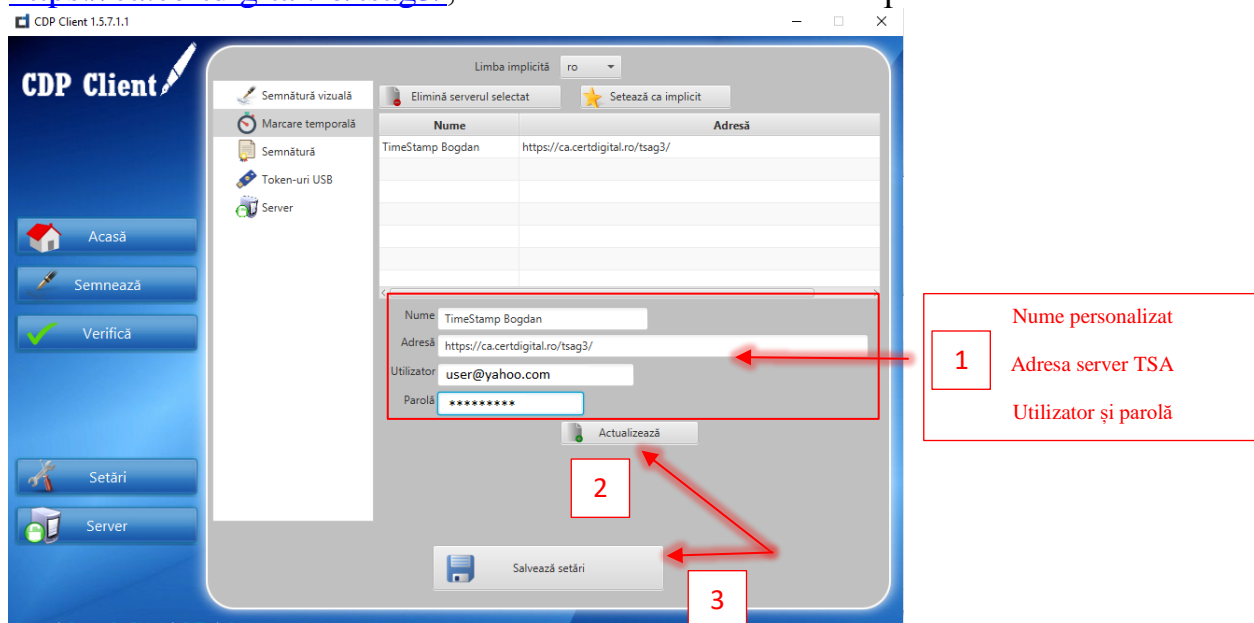 CDP Client 1.5.7.1.1
CDP Client
Limba implicită ro
Semnătură vizuală
Marcare temporală
Semnătură
Token-uri USB
Server
Elimină serverul selectat
Setează ca implicit
Nume Adresă
TimeStamp Bogdan https://ca.certdigital.ro/tsag3/
Acasă
Semnează
Verifică
Setări
Server
Nume TimeStamp Bogdan
Adresă https://ca.certdigital.ro/tsag3/
Utilizator user@yahoo.com
Parolă *********
Actualizează
Salvează setări
1
Nume personalizat
Adresa server TSA
Utilizator și parolă
2
3